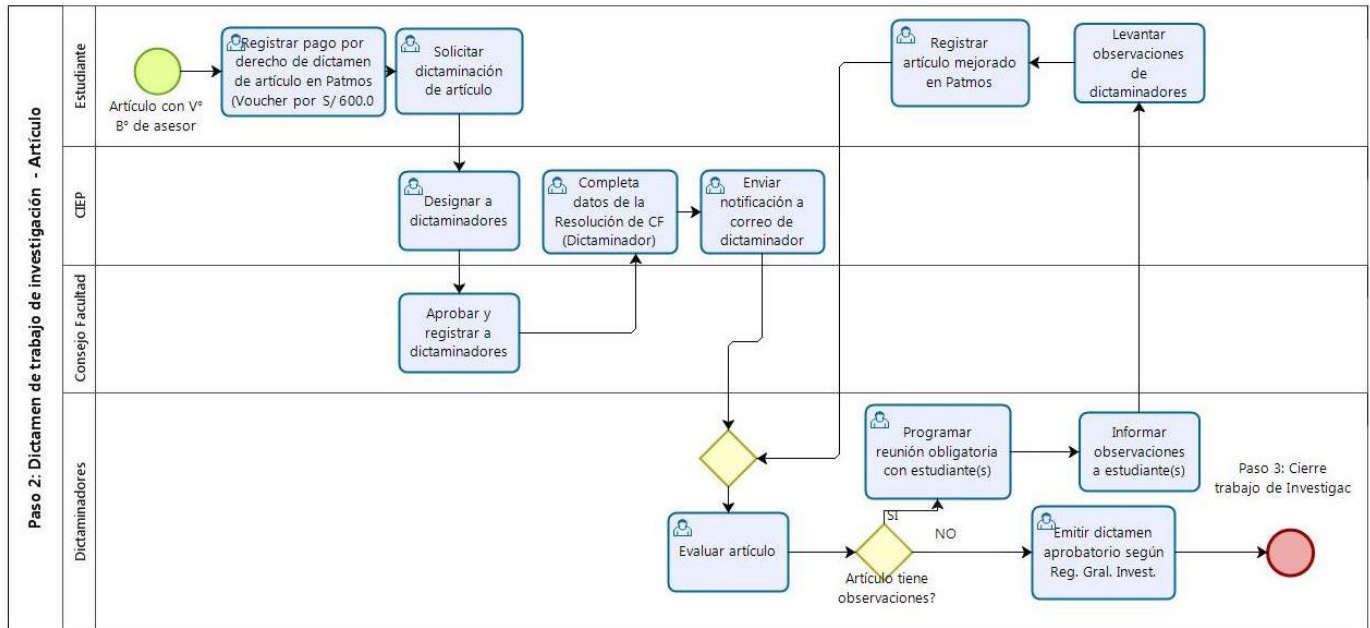 Paso 2: Dictamen de trabajo de investigación - Artículo
Estudiante
Artículo con V°
B° de asesor
Registrar pago por
derecho de dictamen
de artículo en Patmos
(Voucher por S/ 600.0
Solicitar
dictaminación
de artículo
Registrar
artículo mejorado
en Patmos
Levantar
observaciones
de
dictaminadores
CIEP
Designar a
dictaminadores
Completa
datos de la
Resolución de CF
(Dictaminador)
Enviar
notificación a
correo de
dictaminador
Consejo Facultad
Aprobar y
registrar a
dictaminadores
Dictaminadores
Programar
reunión obligatoria
con estudiante(s)
Informar
observaciones
a estudiante(s)
Paso 3: Cierre
trabajo de Investigac
Evaluar artículo
SI
NO
Artículo tiene
observaciones?
Emitir dictamen
aprobatorio según
Reg. Gral. Invest.